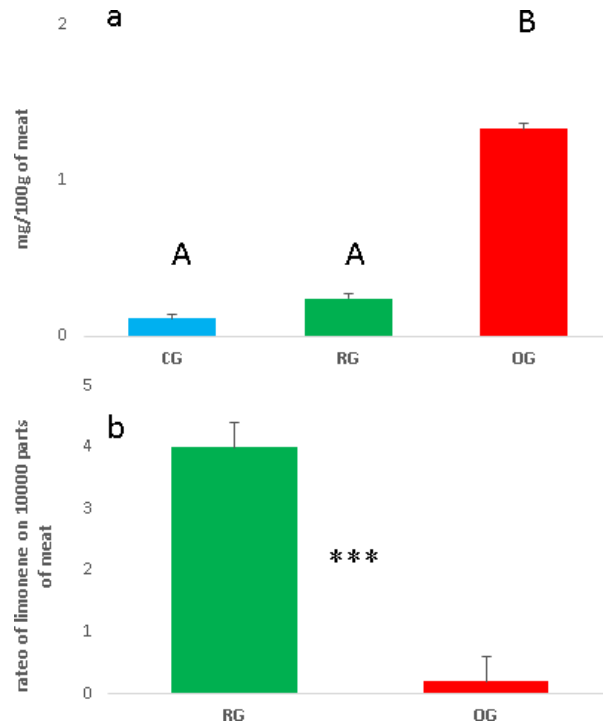 a
B
2
mg/100g of meat
1
A
A
0
CG
RG
OG
b
5
rateo of limonene on 10000 parts
of meat
4
3
***
2
1
0
RG
OG